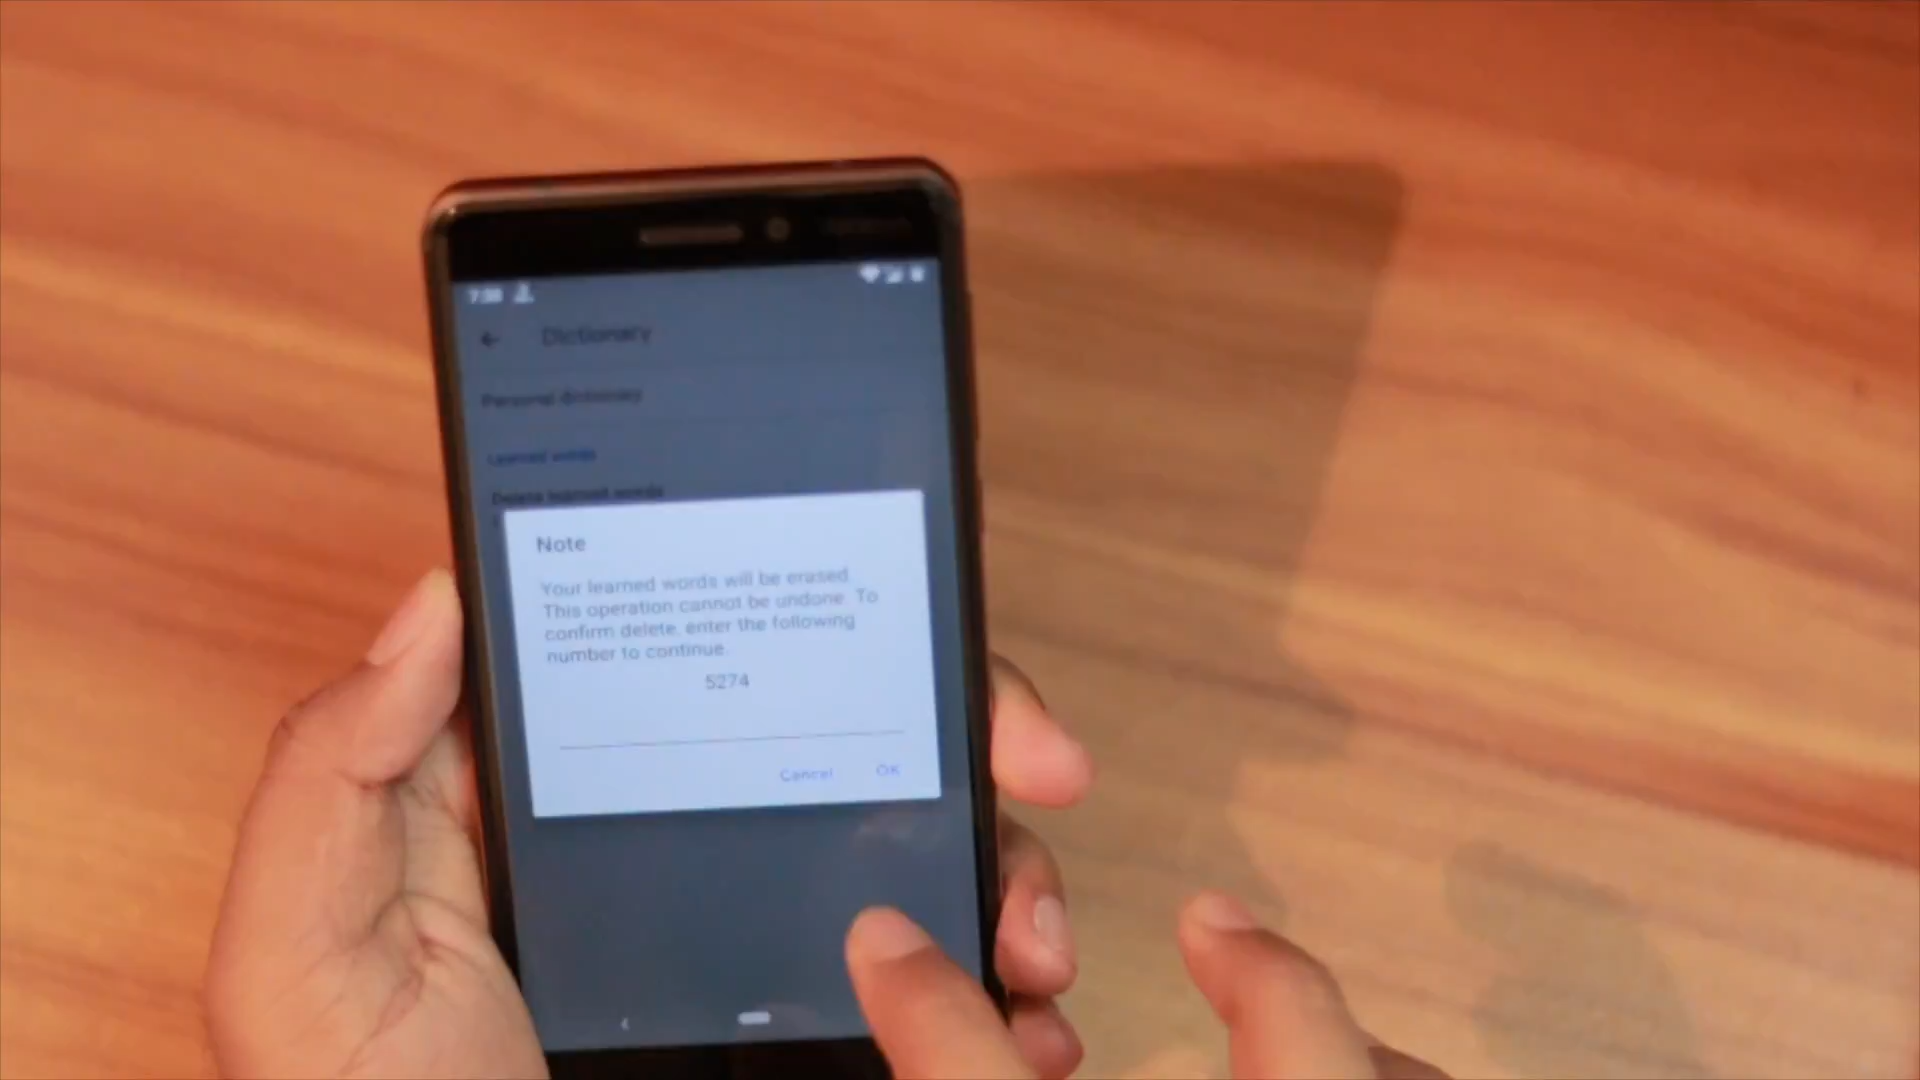 Dictionary
Personal dictionary
Learned words
Delete learned words
Note
Your learned words will be erased.
This operation cannot be undone. To
confirm delete, enter the following
number to continue.
5274
Cancel OK